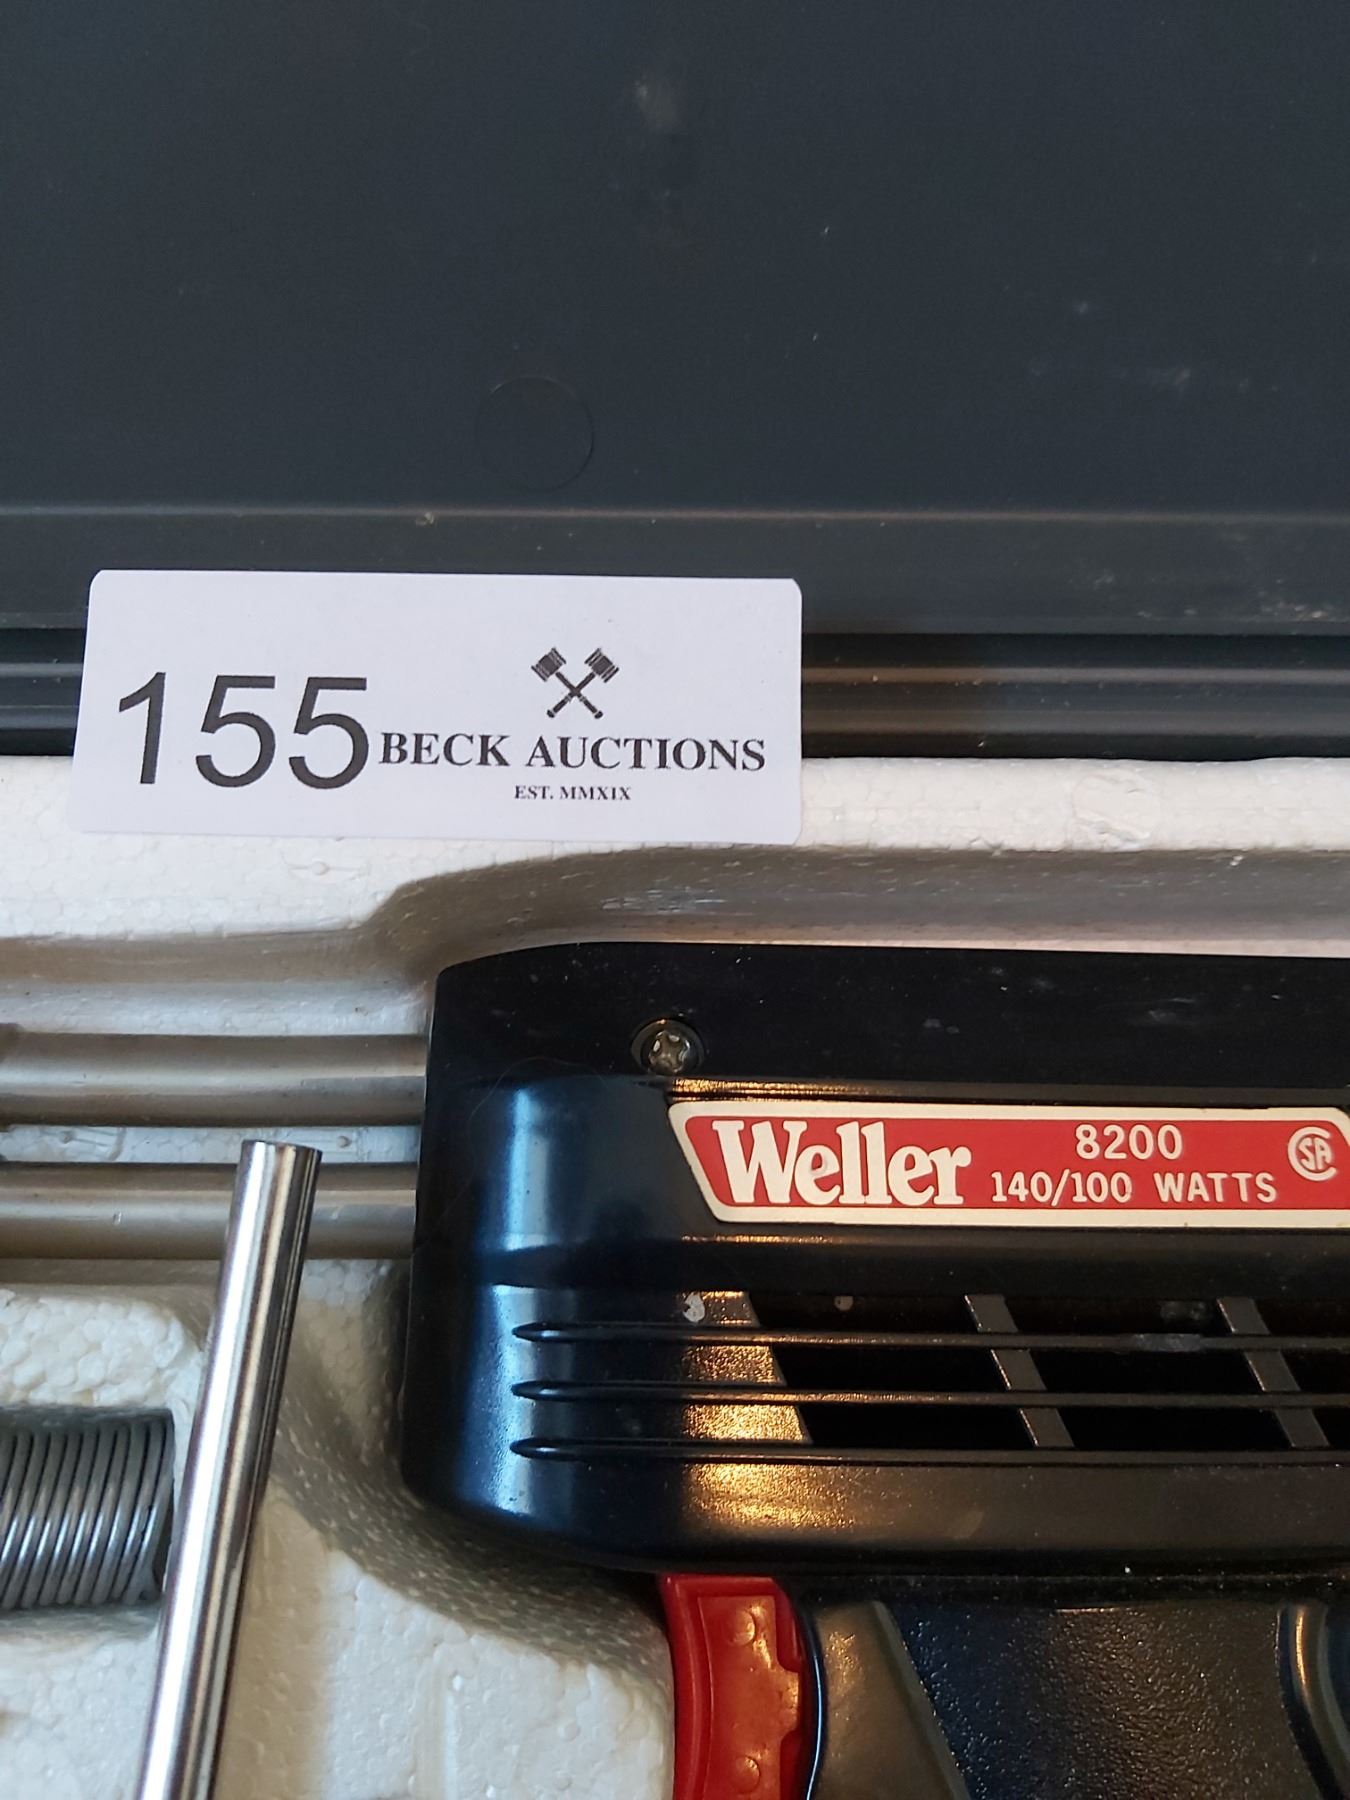 155
BECK AUCTIONS
EST. MMXIX
Weller
8200
140/100 WATTS
SA